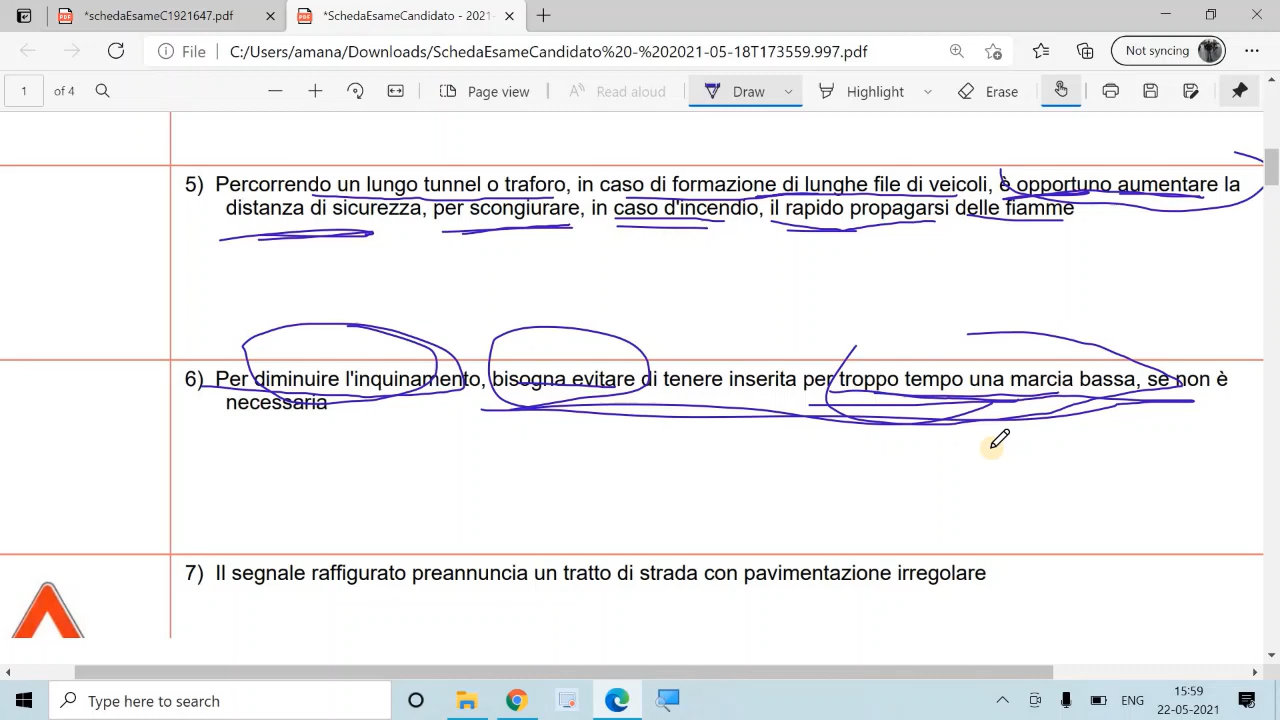 *schedaEsameC1921647.pdf
*SchedaEsameCandidato - 2021-
File
C:/Users/amana/Downloads/SchedaEsameCandidato%20-%202021-05-18T173559.997.pdf
Not syncing
1 of 4
Page view
Read aloud
Draw
Highlight
Erase
5) Percorrendo un lungo tunnel o traforo, in caso di formazione di lunghe file di veicoli, è opportuno aumentare la
distanza di sicurezza, per scongiurare, in caso d'incendio, il rapido propagarsi delle fiamme
6) Per diminuire l'inquinamento, bisogna evitare di tenere inserita per troppo tempo una marcia bassa, se non è
necessaria
7) Il segnale raffigurato preannuncia un tratto di strada con pavimentazione irregolare
Type here to search
ENG
15:59
22-05-2021